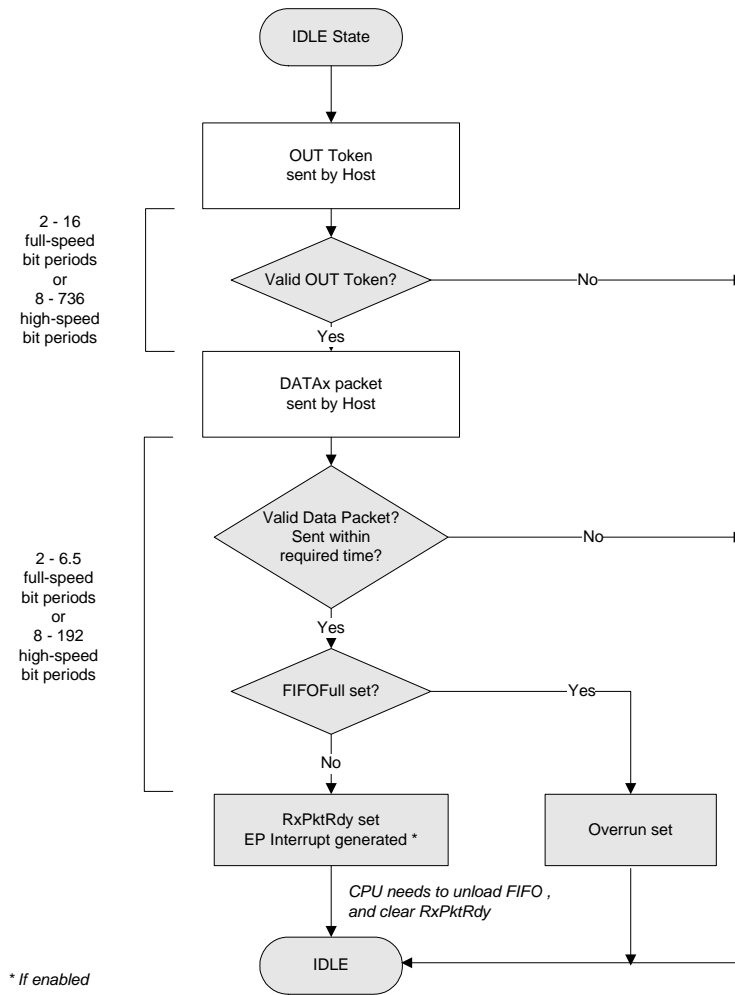 IDLE State
OUT Token
sent by Host
2 - 16
full-speed
bit periods
or
8 - 736
high-speed
bit periods
Valid OUT Token?
No
Yes
DATAx packet
sent by Host
Valid Data Packet?
Sent within
required time?
No
2 - 6.5
full-speed
bit periods
or
8 - 192
high-speed
bit periods
Yes
FIFOFull set?
Yes
No
RxPktRdy set
EP Interrupt generated *
Overrun set
CPU needs to unload FIFO ,
and clear RxPktRdy
IDLE
* If enabled